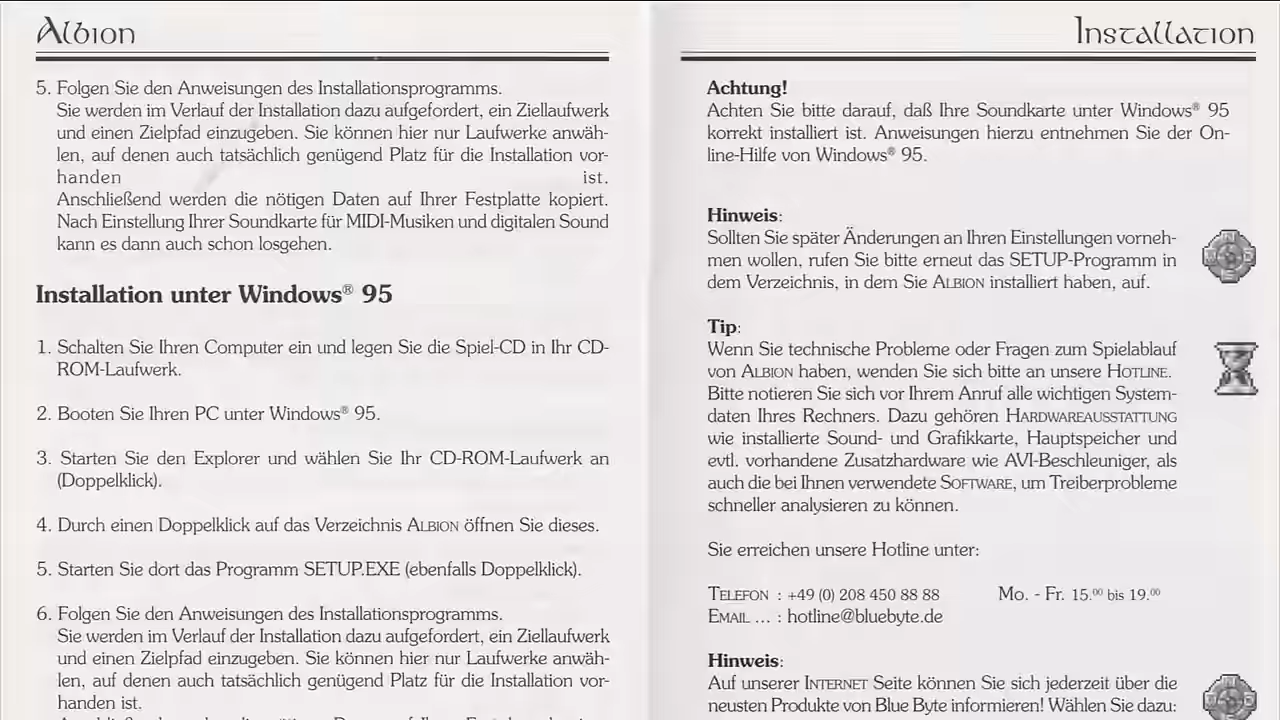 Albion
5. Folgen Sie den Anweisungen des Installationsprogramms.
Sie werden im Verlauf der Installation dazu aufgefordert, ein Ziellaufwerk
und einen Zielpfad einzugeben. Sie können hier nur Laufwerke anwäh-
len, auf denen auch tatsächlich genügend Platz für die Installation vor-
handen ist.
Anschließend werden die nötigen Daten auf Ihrer Festplatte kopiert.
Nach Einstellung Ihrer Soundkarte für MIDI-Musiken und digitalen Sound
kann es dann auch schon losgehen.
Installation unter Windows® 95
1. Schalten Sie Ihren Computer ein und legen Sie die Spiel-CD in Ihr CD-
ROM-Laufwerk.
2. Booten Sie Ihren PC unter Windows® 95.
3. Starten Sie den Explorer und wählen Sie Ihr CD-ROM-Laufwerk an
(Doppelklick).
4. Durch einen Doppelklick auf das Verzeichnis ALBION öffnen Sie dieses.
5. Starten Sie dort das Programm SETUP.EXE (ebenfalls Doppelklick).
6. Folgen Sie den Anweisungen des Installationsprogramms.
Sie werden im Verlauf der Installation dazu aufgefordert, ein Ziellaufwerk
und einen Zielpfad einzugeben. Sie können hier nur Laufwerke anwäh-
len, auf denen auch tatsächlich genügend Platz für die Installation vor-
handen ist.
Installation
Achtung!
Achten Sie bitte darauf, daß Ihre Soundkarte unter Windows® 95
korrekt installiert ist. Anweisungen hierzu entnehmen Sie der On-
line-Hilfe von Windows® 95.
Hinweis:
Sollten Sie später Änderungen an Ihren Einstellungen vorneh-
men wollen, rufen Sie bitte erneut das SETUP-Programm in
dem Verzeichnis, in dem Sie ALBION installiert haben, auf.
Tip:
Wenn Sie technische Probleme oder Fragen zum Spielablauf
von ALBION haben, wenden Sie sich bitte an unsere HOTLINE.
Bitte notieren Sie sich vor Ihrem Anruf alle wichtigen System-
daten Ihres Rechners. Dazu gehören HARDWAREAUSSTATTUNG
wie installierte Sound- und Grafikkarte, Hauptspeicher und
evtl. vorhandene Zusatzhardware wie AVI-Beschleuniger, als
auch die bei Ihnen verwendete SOFTWARE, um Treiberprobleme
schneller analysieren zu können.
Sie erreichen unsere Hotline unter:
TELEFON : +49 (0) 208 450 88 88 Mo. - Fr. 15.00 bis 19.00
EMAIL ... : hotline@bluebyte.de
Hinweis:
Auf unserer INTERNET Seite können Sie sich jederzeit über die
neusten Produkte von Blue Byte informieren! Wählen Sie dazu: